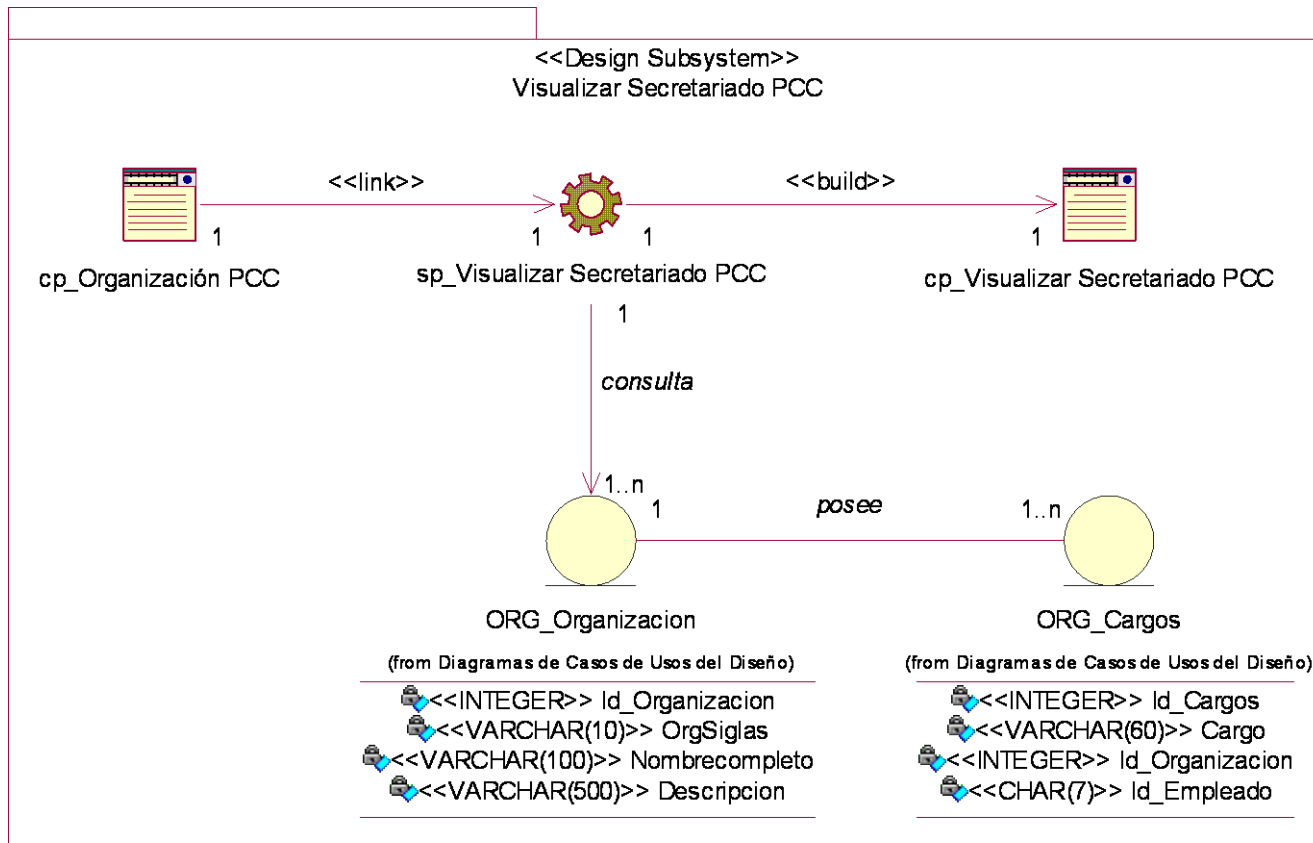 <<Design Subsystem>>
Visualizar Secretariado PCC
<<link>>
<<build>>
1
1
1
1
cp_Organización PCC
sp_Visualizar Secretariado PCC
cp_Visualizar Secretariado PCC
1
consulta
1..n
1
posee
1..n
ORG_Organizacion
ORG_Cargos
(from Diagramas de Casos de Usos del Diseño)
(from Diagramas de Casos de Usos del Diseño)
<<INTEGER>> Id_Organizacion
<<VARCHAR(10)>> OrgSiglas
<<VARCHAR(100)>> Nombrecompleto
<<VARCHAR(500)>> Descripcion
<<INTEGER>> Id_Cargos
<<VARCHAR(60)>> Cargo
<<INTEGER>> Id_Organizacion
<<CHAR(7)>> Id_Empleado